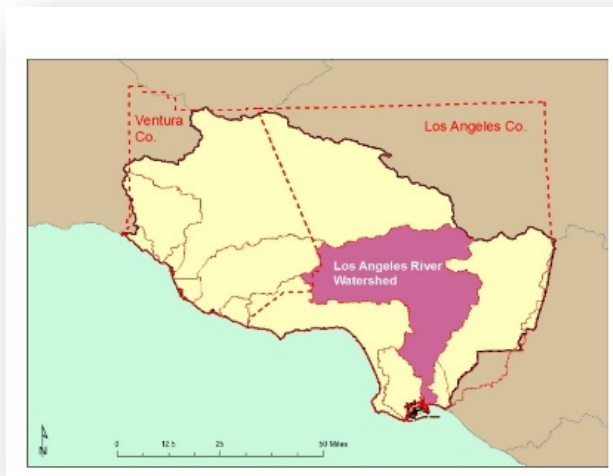 Ventura
Co.
Los Angeles Co.
Los Angeles River
Watershed
N
0 12.5 25 50 Miles